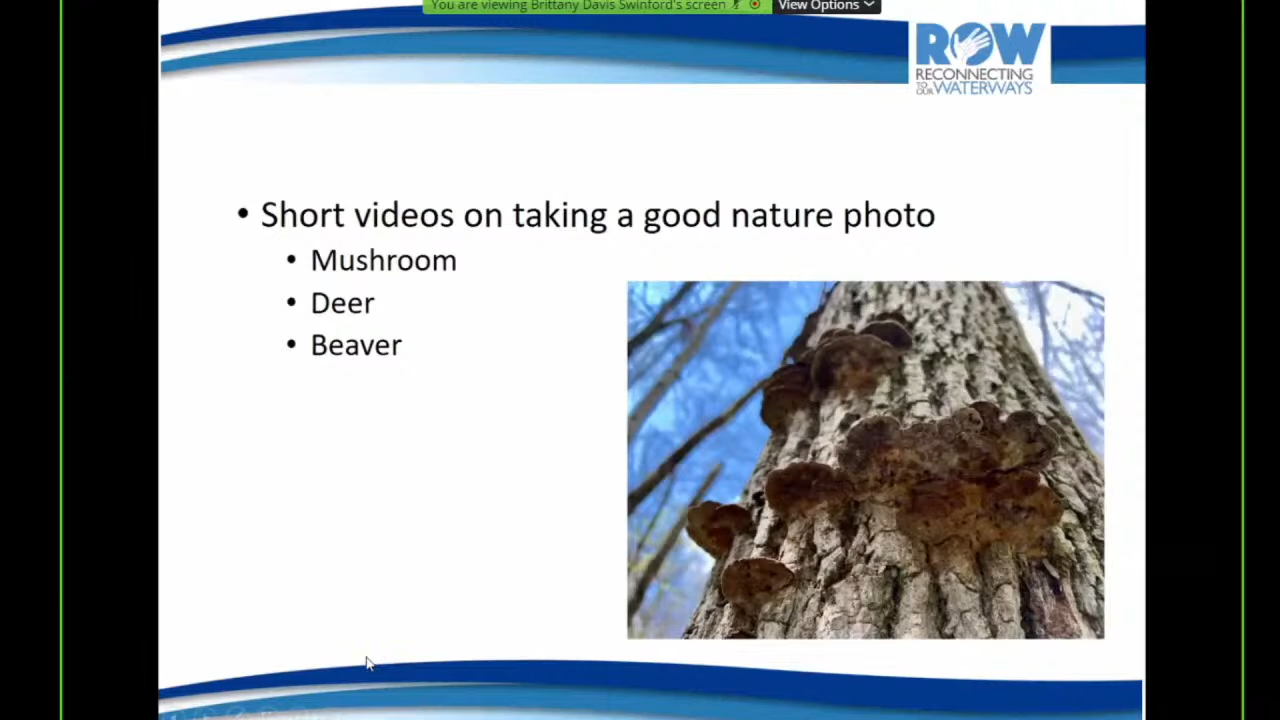 You are viewing Brittany Davis Swinford's screen
View Options
ROW
RECONNECTING
TO OUR WATERWAYS
• Short videos on taking a good nature photo
• Mushroom
• Deer
• Beaver